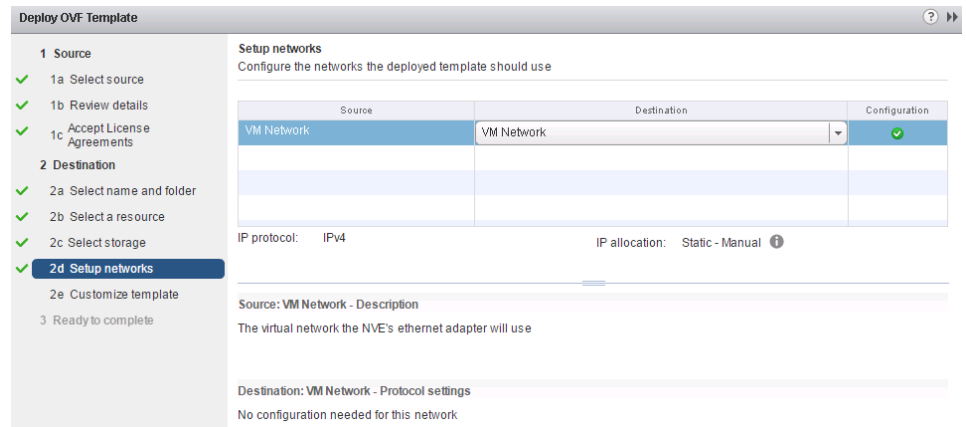 Deploy OVF Template
1 Source
1a Select source
1b Review details
1c Accept License
Agreements
2 Destination
2a Select name and folder
2b Select a resource
2c Select storage
2d Setup networks
2e Customize template
3 Ready to complete
Setup networks
Configure the networks the deployed template should use
Source Destination Configuration
VM Network VM Network
IP protocol: IPv4 IP allocation: Static - Manual
Source: VM Network - Description
The virtual network the NVE's ethernet adapter will use
Destination: VM Network - Protocol settings
No configuration needed for this network